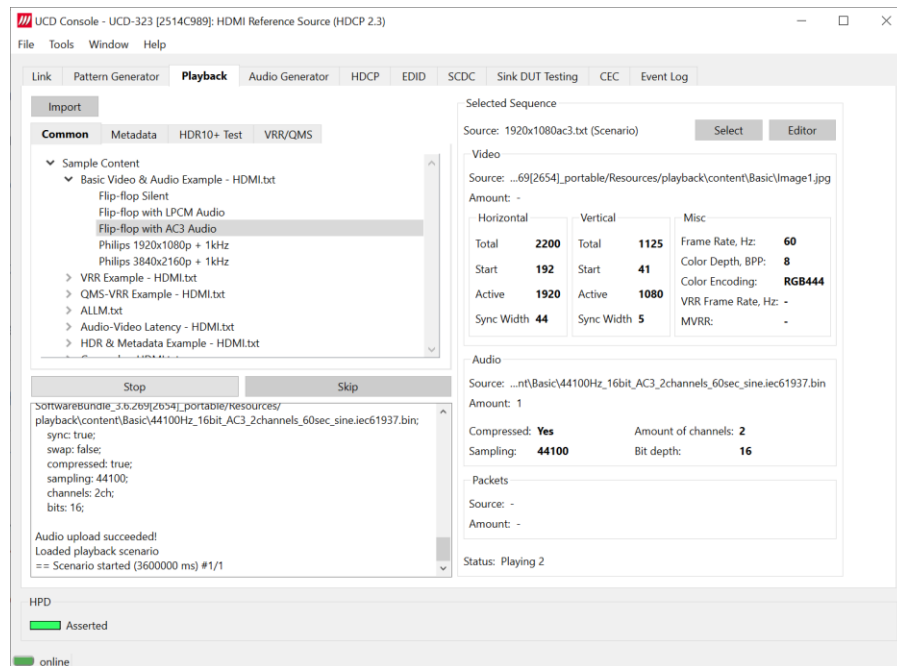 UCD Console - UCD-323 [2514C989]: HDMI Reference Source (HDCP 2.3)
File Tools Window Help
Link Pattern Generator Playback Audio Generator HDCP EDID SCDC Sink DUT Testing CEC Event Log
Import
Common Metadata HDR10+ Test VRR/QMS
Sample Content
Basic Video & Audio Example - HDMI.txt
Flip-flop Silent
Flip-flop with LPCM Audio
Flip-flop with AC3 Audio
Philips 1920x1080p + 1kHz
Philips 3840x2160p + 1kHz
VRR Example - HDMI.txt
QMS-VRR Example - HDMI.txt
ALLM.txt
Audio-Video Latency - HDMI.txt
HDR & Metadata Example - HDMI.txt
Stop Skip
SoftwareBundle_3.6.269[2654]_portable/Resources/
playback\content\Basic\44100Hz_16bit_AC3_2channels_60sec_sine.iec61937.bin;
sync: true;
swap: false;
compressed: true;
sampling: 44100;
channels: 2ch;
bits: 16;
Audio upload succeeded!
Loaded playback scenario
== Scenario started (3600000 ms) #1/1
Selected Sequence
Source: 1920x1080ac3.txt (Scenario) Select Editor
Video
Source: ...69[2654]_portable/Resources/playback\content\Basic\Image1.jpg
Amount: -
Horizontal Vertical Misc
Total 2200 Total 1125 Frame Rate, Hz: 60
Start 192 Start 41 Color Depth, BPP: 8
Active 1920 Active 1080 Color Encoding: RGB444
VRR Frame Rate, Hz: -
Sync Width 44 Sync Width 5 MVRR: -
Audio
Source: ...nt\Basic\44100Hz_16bit_AC3_2channels_60sec_sine.iec61937.bin
Amount: 1
Compressed: Yes Amount of channels: 2
Sampling: 44100 Bit depth: 16
Packets
Source: -
Amount: -
Status: Playing 2
HPD
Asserted
online